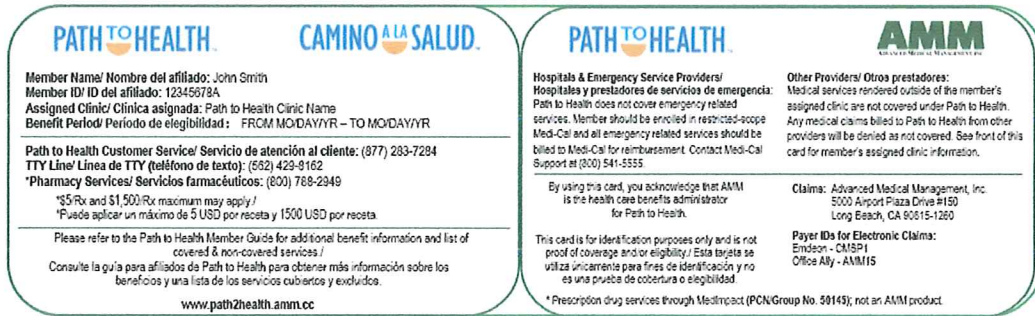 PATH TO HEALTH™
CAMINO A LA SALUD™
Member Name/ Nombre del afiliado: John Smith
Member ID/ ID del afiliado: 12345678A
Assigned Clinic/ Clínica asignada: Path to Health Clinic Name
Benefit Period/ Período de elegibilidad: FROM MO/DAY/YR – TO MO/DAY/YR
Path to Health Customer Service/ Servicio de atención al cliente: (877) 283-7284
TTY Line/ Línea de TTY (teléfono de texto): (562) 429-8162
*Pharmacy Services/ Servicios farmacéuticos: (800) 788-2949
*$5/Rx and $1,500/Rx maximum may apply./
*Puede aplicar un máximo de 5 USD por receta y 1500 USD por receta.
Please refer to the Path to Health Member Guide for additional benefit information and list of
covered & non-covered services./
Consulte la guía para afiliados de Path to Health para obtener más información sobre los
beneficios y una lista de los servicios cubiertos y excluidos.
www.path2health.amm.cc
PATH TO HEALTH™
AMM
ADVANCED MEDICAL MANAGEMENT INC
Hospitals & Emergency Service Providers/
Hospitales y prestadores de servicios de emergencia:
Path to Health does not cover emergency related
services. Member should be enrolled in restricted-scope
Medi-Cal and all emergency related services should be
billed to Medi-Cal for reimbursement. Contact Medi-Cal
Support at (800) 541-5555.
Other Providers/ Otros prestadores:
Medical services rendered outside of the member's
assigned clinic are not covered under Path to Health.
Any medical claims billed to Path to Health from other
providers will be denied as not covered. See front of this
card for member's assigned clinic information.
By using this card, you acknowledge that AMM
is the health care benefits administrator
for Path to Health.
This card is for identification purposes only and is not
proof of coverage and/or eligibility./ Esta tarjeta se
utiliza únicamente para fines de identificación y no
es una prueba de cobertura o elegibilidad.
Claims: Advanced Medical Management, Inc.
5000 Airport Plaza Drive #150
Long Beach, CA 90815-1260
Payer IDs for Electronic Claims:
Emdeon - CMSP1
Office Ally - AMM15
* Prescription drug services through MedImpact (PCN/Group No. 50145); not an AMM product.